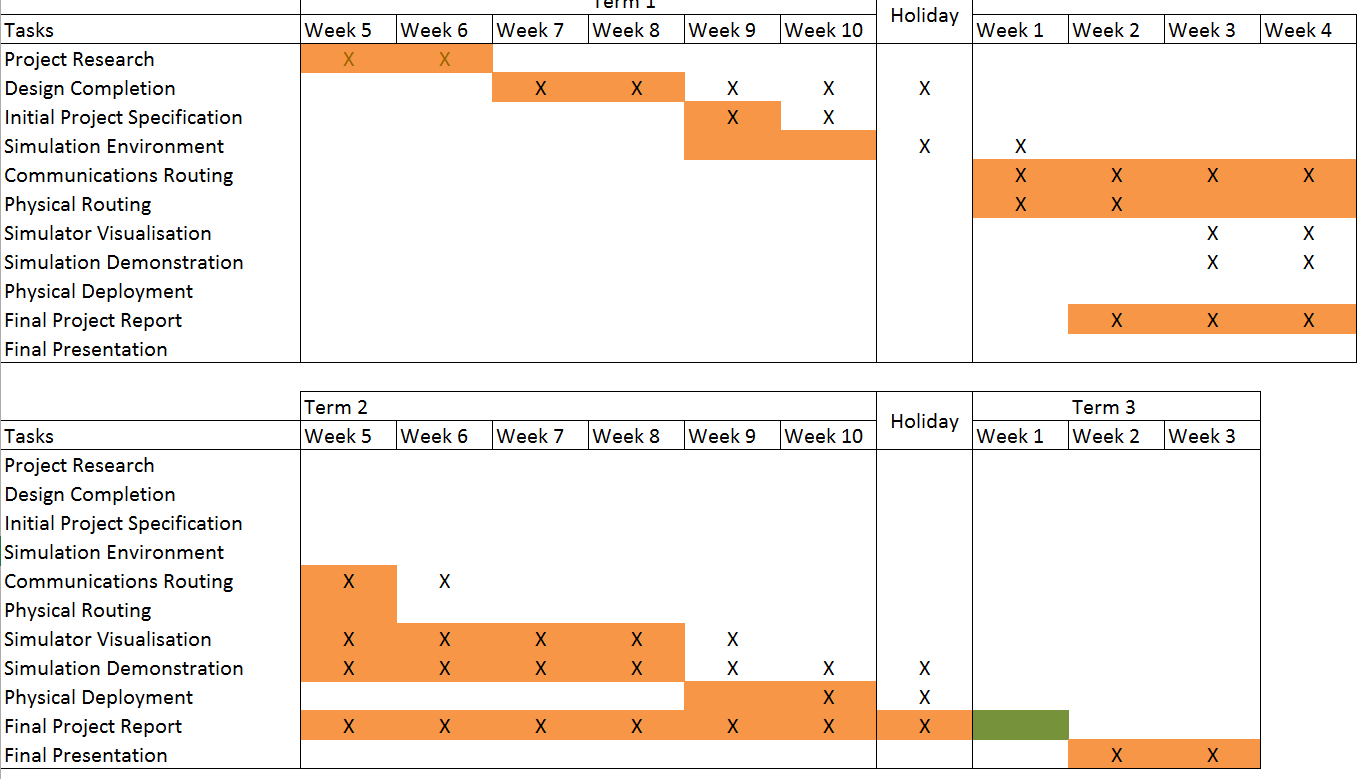 Term 1 Holiday
Tasks Week 5 Week 6 Week 7 Week 8 Week 9 Week 10 Week 1 Week 2 Week 3 Week 4
Project Research X X
Design Completion X X X X X
Initial Project Specification X X
Simulation Environment X X
Communications Routing X X X X
Physical Routing X X
Simulator Visualisation X X
Simulation Demonstration X X
Physical Deployment
Final Project Report X X X
Final Presentation
Term 2 Holiday Term 3
Tasks Week 5 Week 6 Week 7 Week 8 Week 9 Week 10 Week 1 Week 2 Week 3
Project Research
Design Completion
Initial Project Specification
Simulation Environment
Communications Routing X X
Physical Routing
Simulator Visualisation X X X X X
Simulation Demonstration X X X X X X X
Physical Deployment X X
Final Project Report X X X X X X X
Final Presentation X X